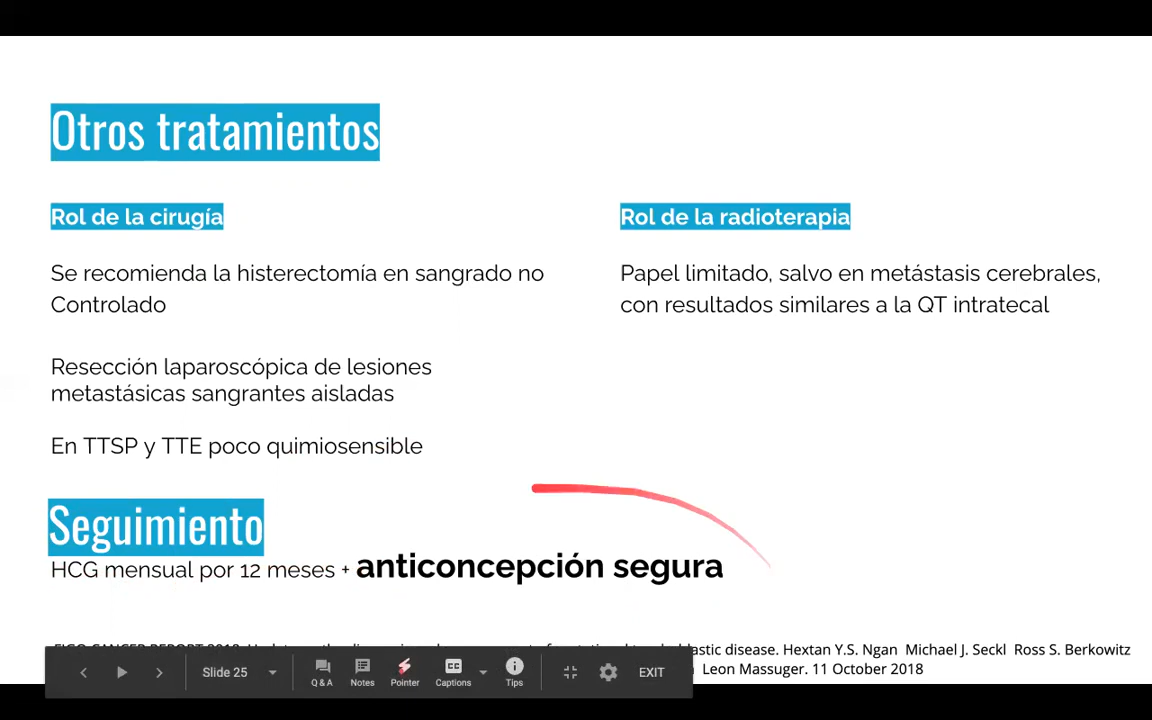 Otros tratamientos
Rol de la cirugía
Se recomienda la histerectomía en sangrado no
Controlado
Resección laparoscópica de lesiones
metastásicas sangrantes aisladas
En TTSP y TTE poco quimiosensible
Rol de la radioterapia
Papel limitado, salvo en metástasis cerebrales,
con resultados similares a la QT intratecal
Seguimiento
HCG mensual por 12 meses + anticoncepción segura
disease. Hextan Y.S. Ngan Michael J. Seckl Ross S. Berkowitz
Leon Massuger. 11 October 2018
Slide 25
Q & A
Notes
Pointer
Captions
Tips
EXIT